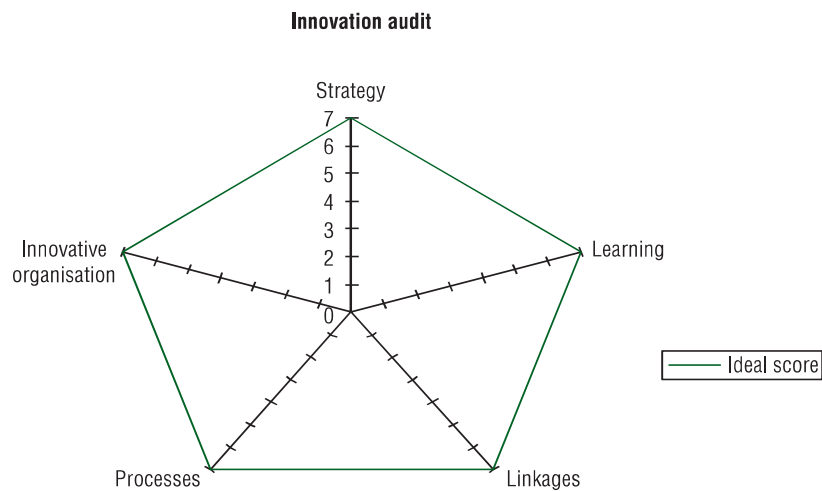 Innovation audit
Strategy
7
6
5
4
3
2
1
0
Innovative
organisation
Learning
Ideal score
Processes
Linkages